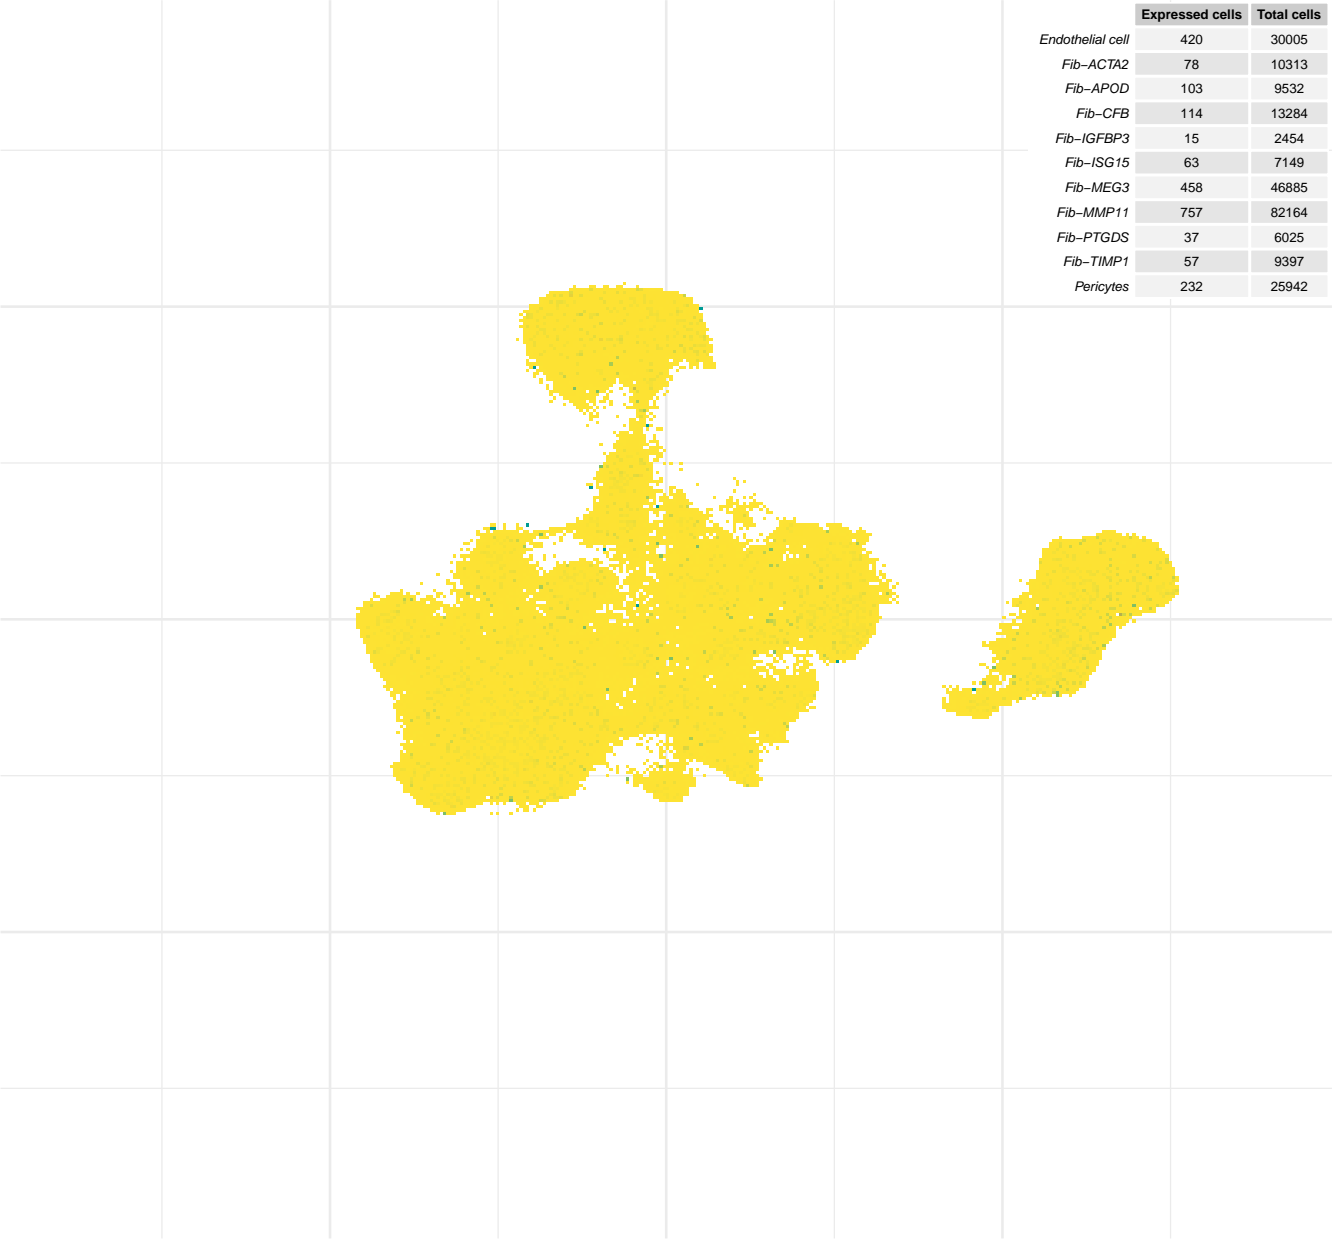 Expressed cells Total cells
Endothelial cell 420 30005
Fib−ACTA2 78 10313
Fib−APOD 103 9532
Fib−CFB 114 13284
Fib−IGFBP3 15 2454
Fib−ISG15 63 7149
Fib−MEG3 458 46885
Fib−MMP11 757 82164
Fib−PTGDS 37 6025
Fib−TIMP1 57 9397
Pericytes 232 25942